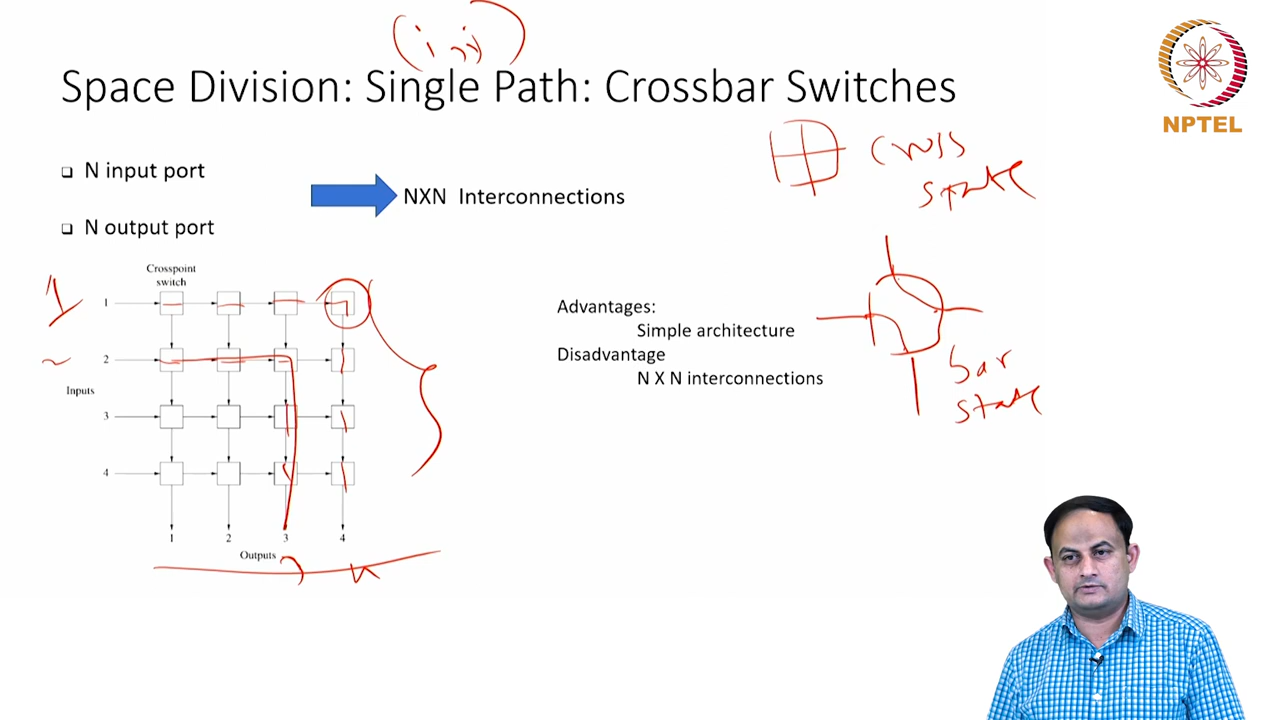 (i, j)
Space Division: Single Path: Crossbar Switches
NPTEL
N input port
N output port
NXN Interconnections
cross
state
Crosspoint
switch
1
1
2
3
4
Inputs
1 2 3 4
Outputs
Advantages:
Simple architecture
Disadvantage
N X N interconnections
bar
state